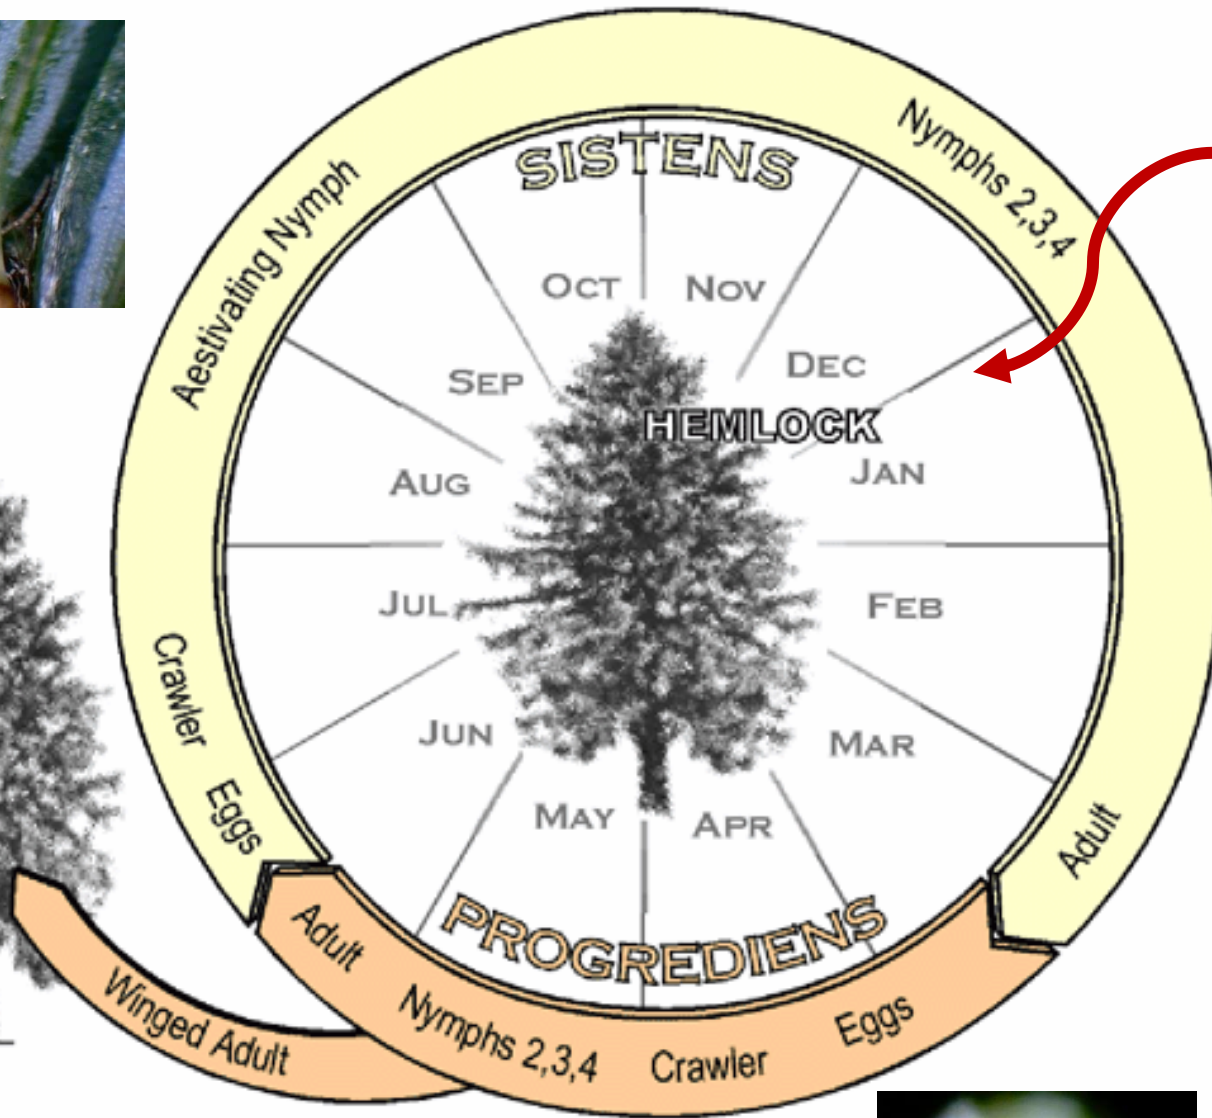 SISTENS
Nymphs 2,3,4
Aestivating Nymph
OCT
NOV
SEP
DEC
HEMLOCK
AUG
JAN
JUL
FEB
Crawler
JUN
MAR
Eggs
MAY
APR
Adult
PROGREDIENS
Adult
Winged Adult
Nymphs 2,3,4
Crawler
Eggs